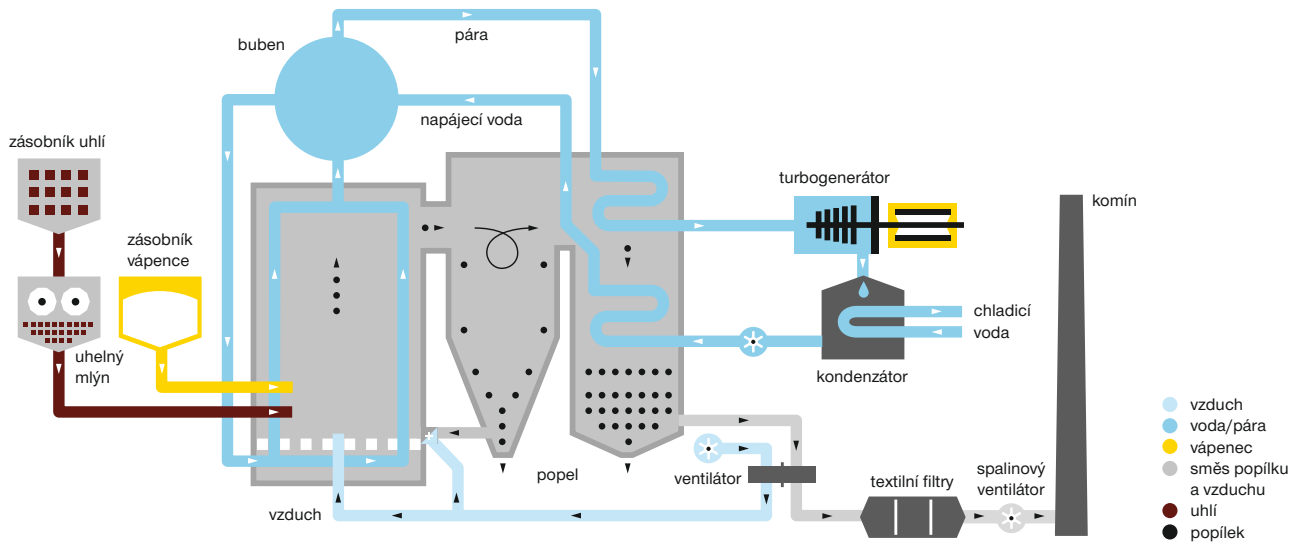 buben
pára
napájecí voda
zásobník uhlí
zásobník
vápence
uhelný
mlýn
turbogenerátor
komín
chladicí
voda
kondenzátor
popel
vzduch
ventilátor
textilní filtry
spalinový
ventilátor
vzduch
voda/pára
vápenec
směs popílku
a vzduchu
uhlí
popílek